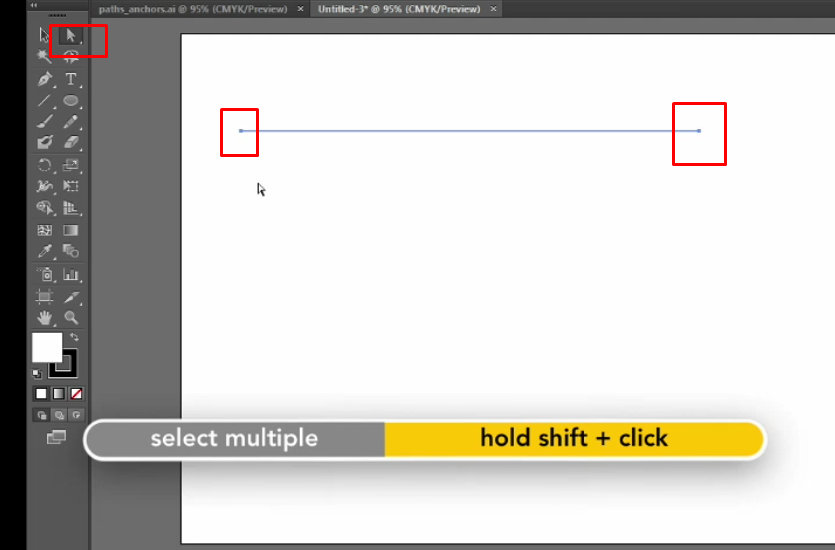 paths_anchors.ai @ 95% (CMYK/Preview) × Untitled-3* @ 95% (CMYK/Preview) ×
select multiple hold shift + click